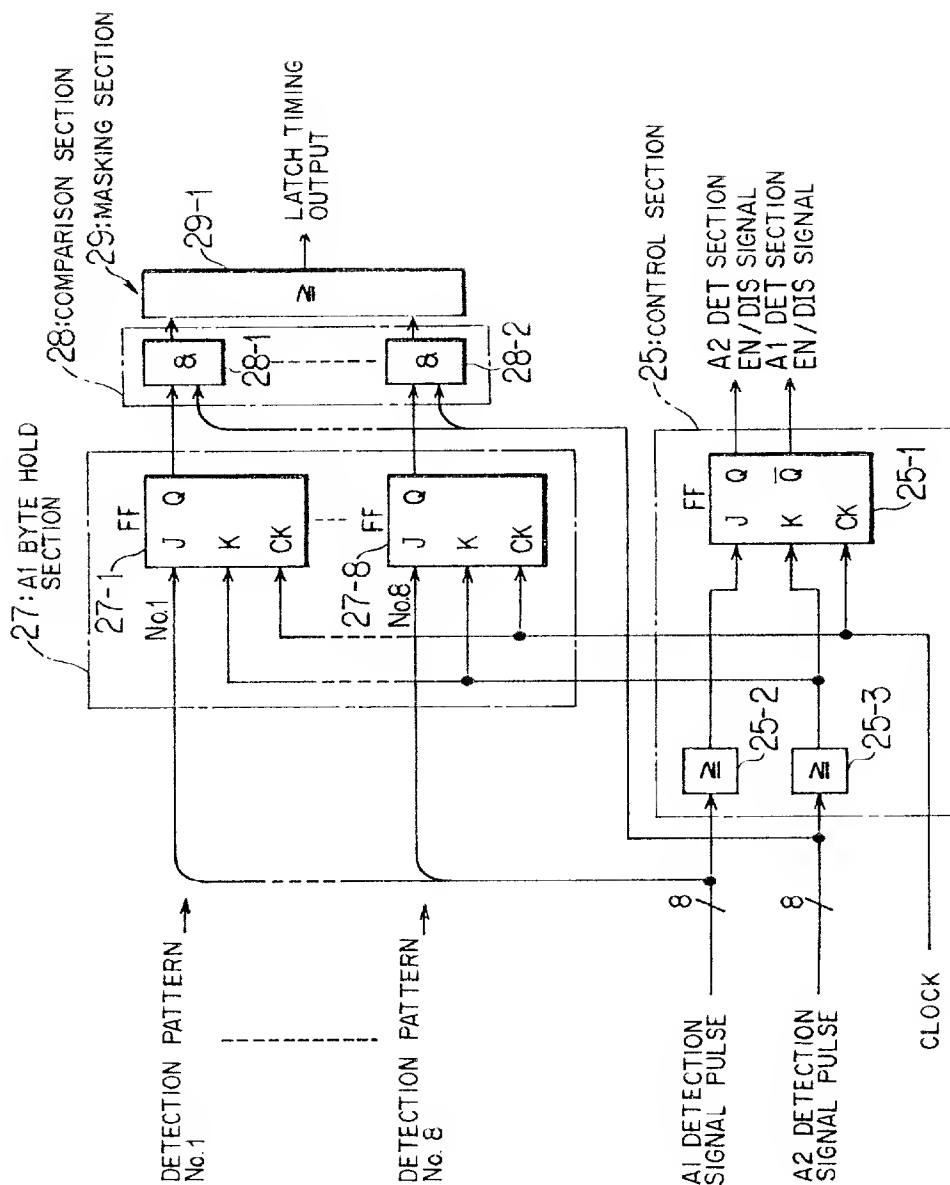 28:COMPARISON SECTION
29:MASKING SECTION
29-1
LATCH TIMING
OUTPUT
≥1
27:A1 BYTE HOLD
SECTION
27-1
FF
No.1
J
Q
K
CK
&
28-1
27-8
FF
No.8
J
Q
K
CK
&
28-2
DETECTION PATTERN
No.1
DETECTION PATTERN
No.8
25:CONTROL SECTION
A2 DET SECTION
EN/DIS SIGNAL
A1 DET SECTION
EN/DIS SIGNAL
FF
J
Q
K
Q̅
CK
25-1
≥1
25-2
≥1
25-3
8
A1 DETECTION
SIGNAL PULSE
8
A2 DETECTION
SIGNAL PULSE
CLOCK